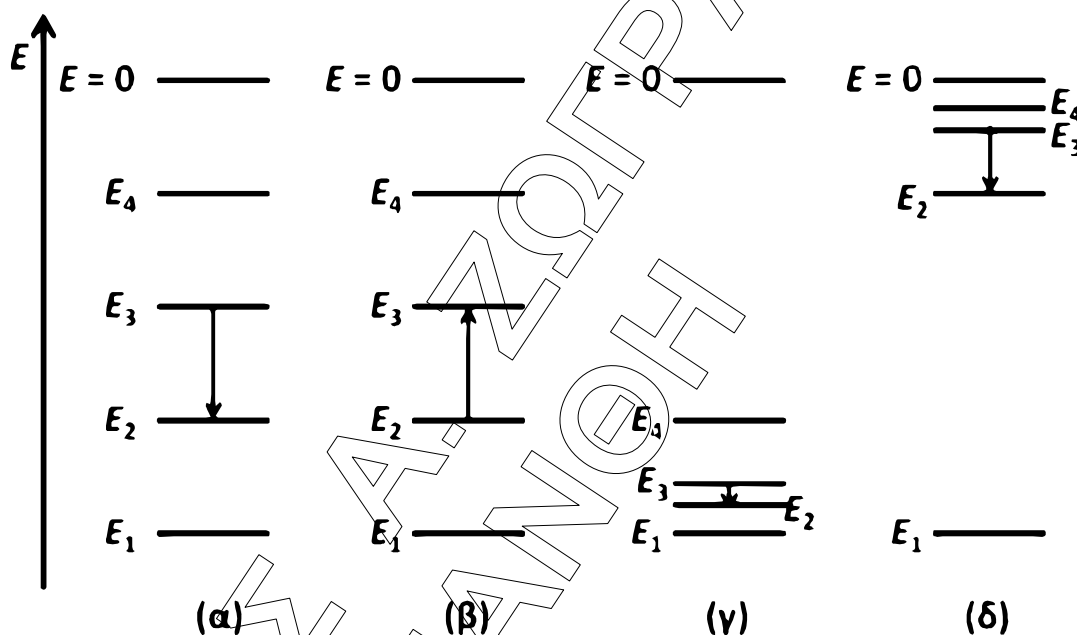 E
E = 0 E = 0 E = 0 E = 0
E₄ E₄ E₄ E₄
E₃ E₃ E₃ E₃
E₂ E₂ E₂ E₂
E₁ E₁ E₁ E₁
(α) (β) (γ) (δ)